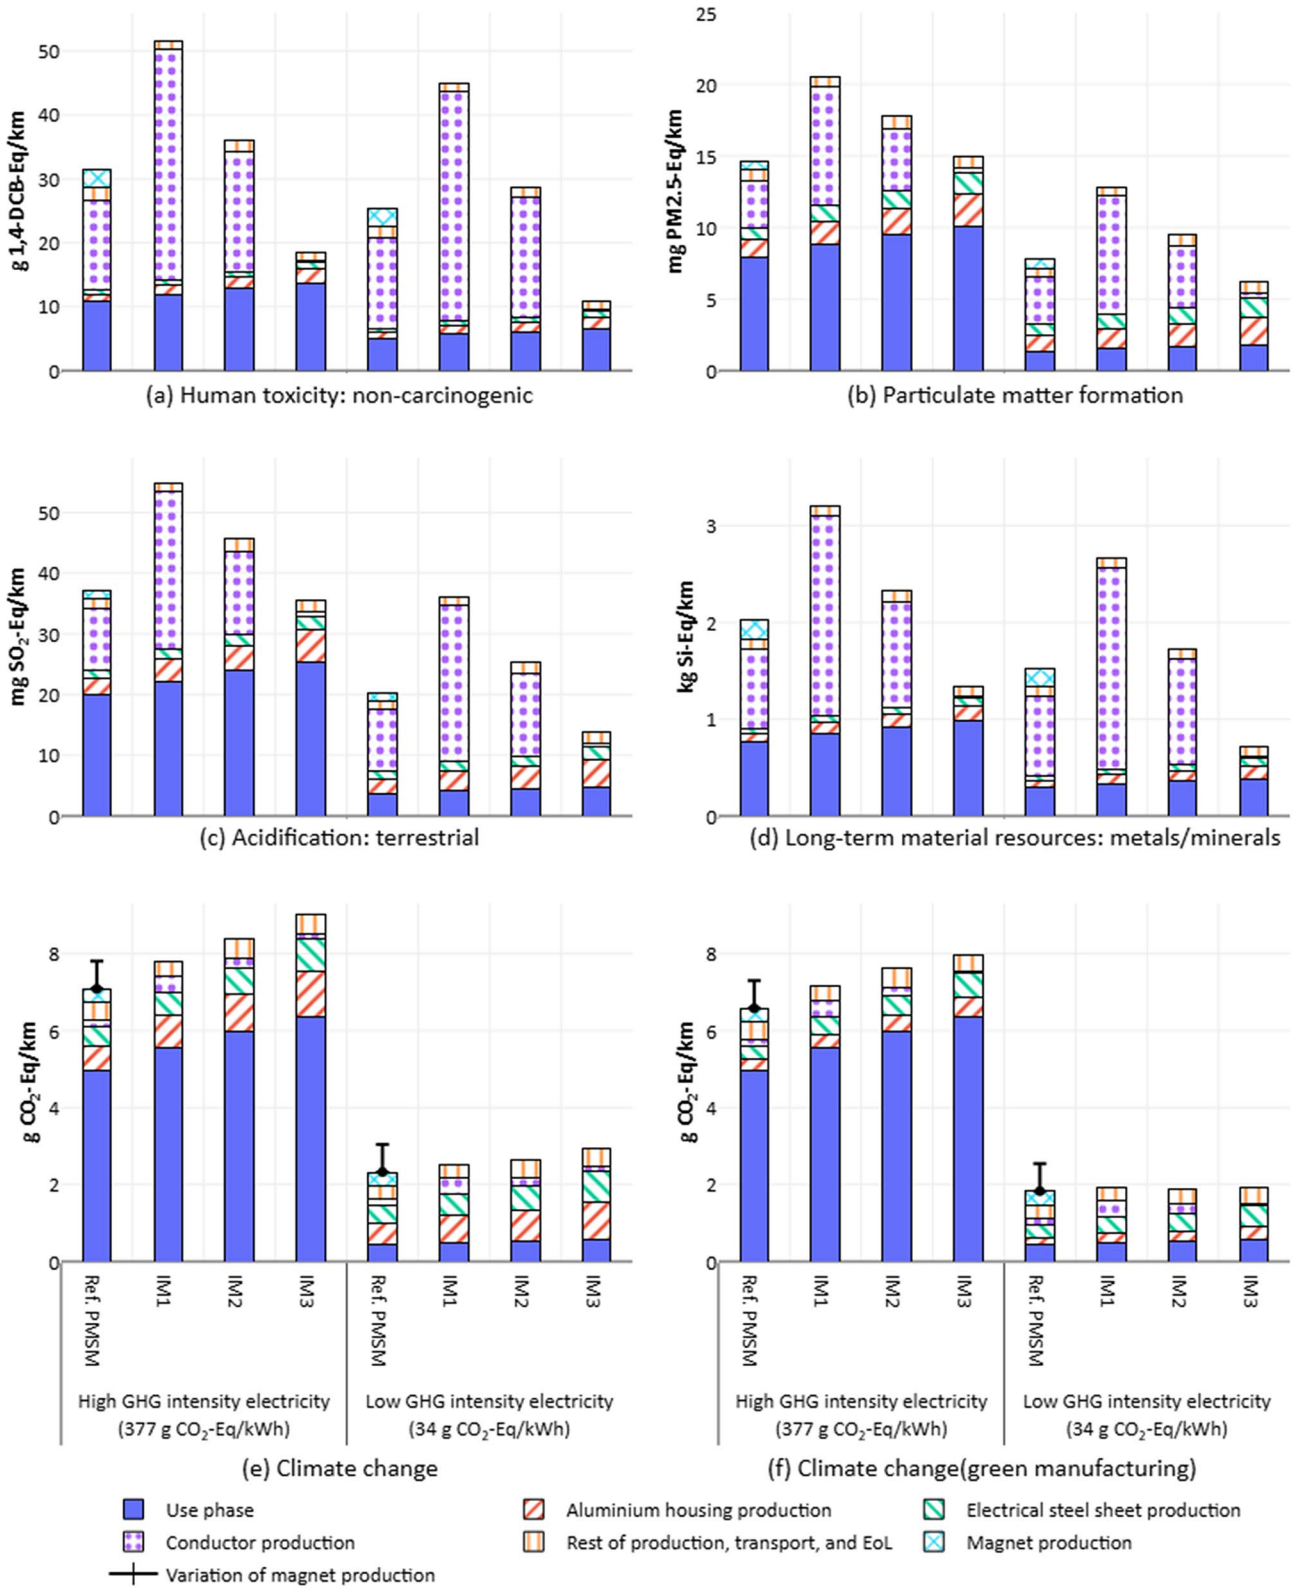 50
40
30
20
10
0
g 1,4-DCB-Eq/km
(a) Human toxicity: non-carcinogenic
25
20
15
10
5
0
mg PM2.5-Eq/km
(b) Particulate matter formation
50
40
30
20
10
0
mg SO₂-Eq/km
(c) Acidification: terrestrial
3
2
1
0
kg Si-Eq/km
(d) Long-term material resources: metals/minerals
8
6
4
2
0
g CO₂-Eq/km
Ref. PMSM
IM1
IM2
IM3
Ref. PMSM
IM1
IM2
IM3
High GHG intensity electricity
(377 g CO₂-Eq/kWh)
Low GHG intensity electricity
(34 g CO₂-Eq/kWh)
(e) Climate change
8
6
4
2
0
g CO₂-Eq/km
Ref. PMSM
IM1
IM2
IM3
Ref. PMSM
IM1
IM2
IM3
High GHG intensity electricity
(377 g CO₂-Eq/kWh)
Low GHG intensity electricity
(34 g CO₂-Eq/kWh)
(f) Climate change(green manufacturing)
Use phase
Aluminium housing production
Electrical steel sheet production
Conductor production
Rest of production, transport, and EoL
Magnet production
Variation of magnet production